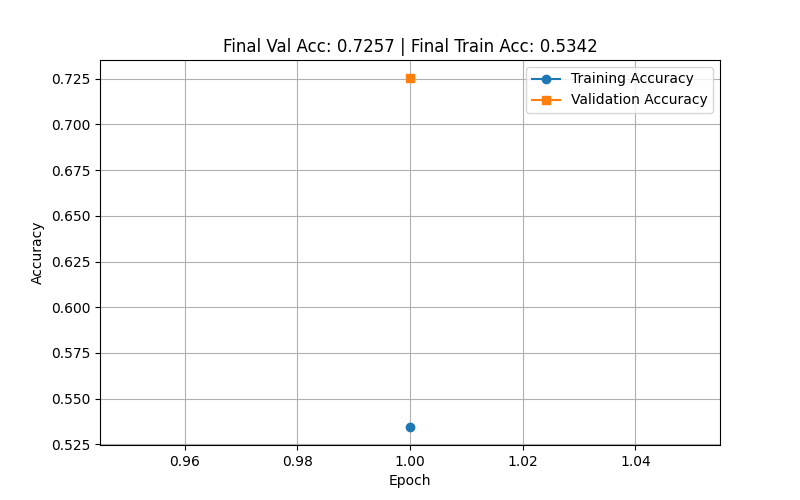 Final Val Acc: 0.7257 | Final Train Acc: 0.5342
Training Accuracy
Validation Accuracy
0.725
0.700
0.675
0.650
0.625
0.600
0.575
0.550
0.525
Accuracy
0.96 0.98 1.00 1.02 1.04
Epoch